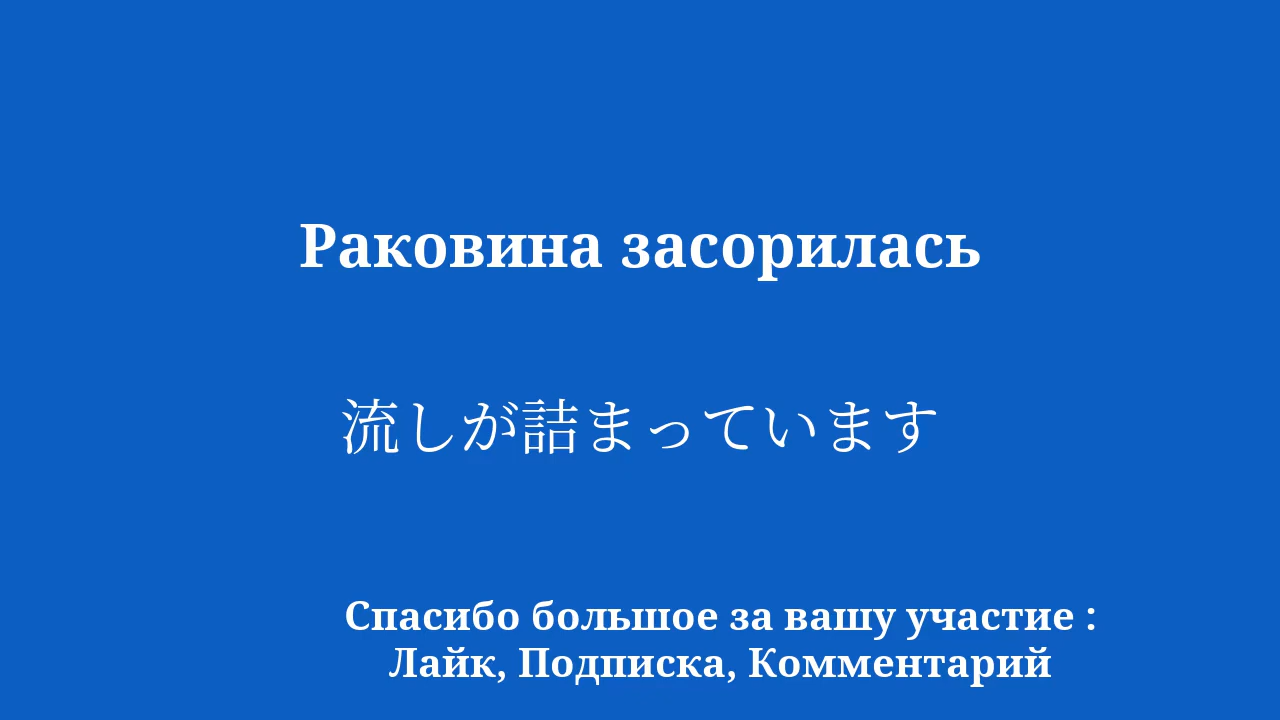 Раковина засорилась
流しが詰まっています
Спасибо большое за вашу участие :
Лайк, Подписка, Комментарий